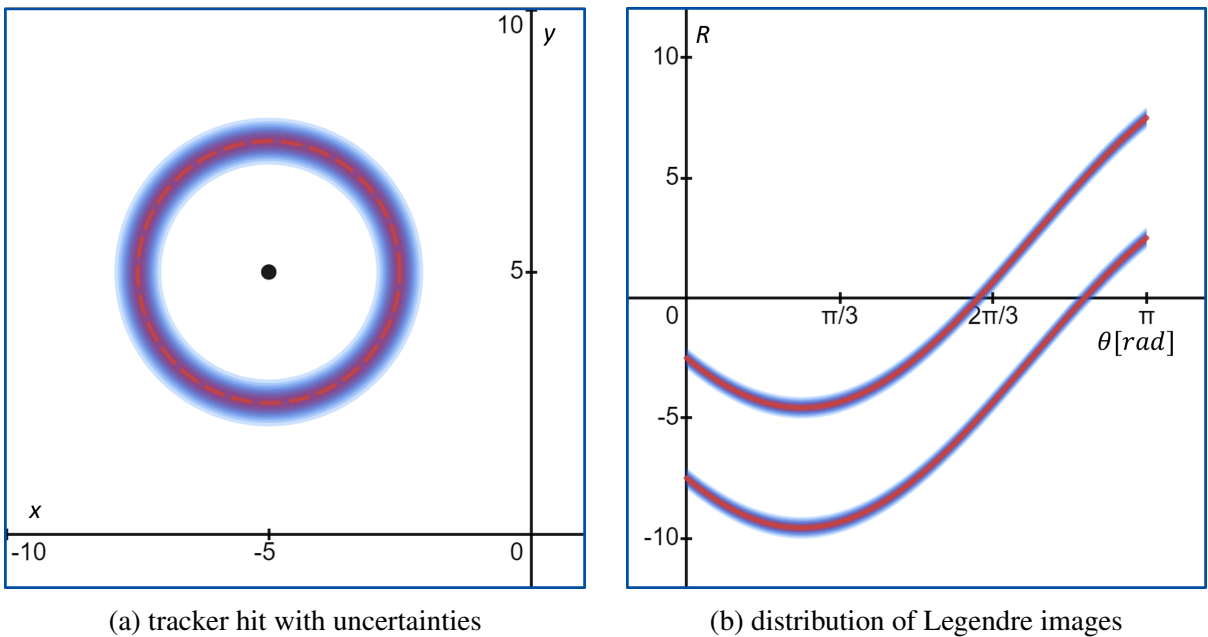 10
y
5
x
-10
-5
0
R
10
5
0
π/3
2π/3
π
θ[rad]
-5
-10
(a) tracker hit with uncertainties
(b) distribution of Legendre images